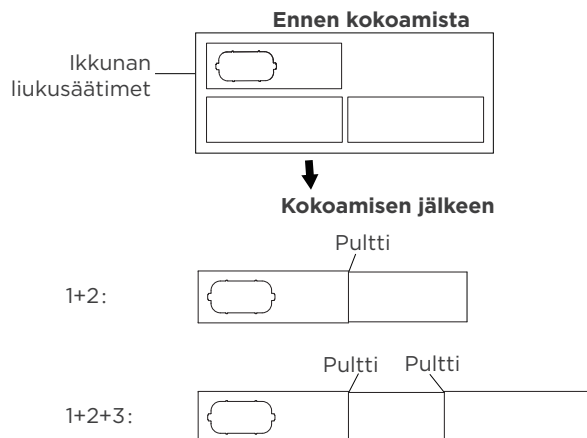 Ennen kokoamista
Ikkunan
liukusäätimet
Kokoamisen jälkeen
Pultti
1+2:
Pultti Pultti
1+2+3: